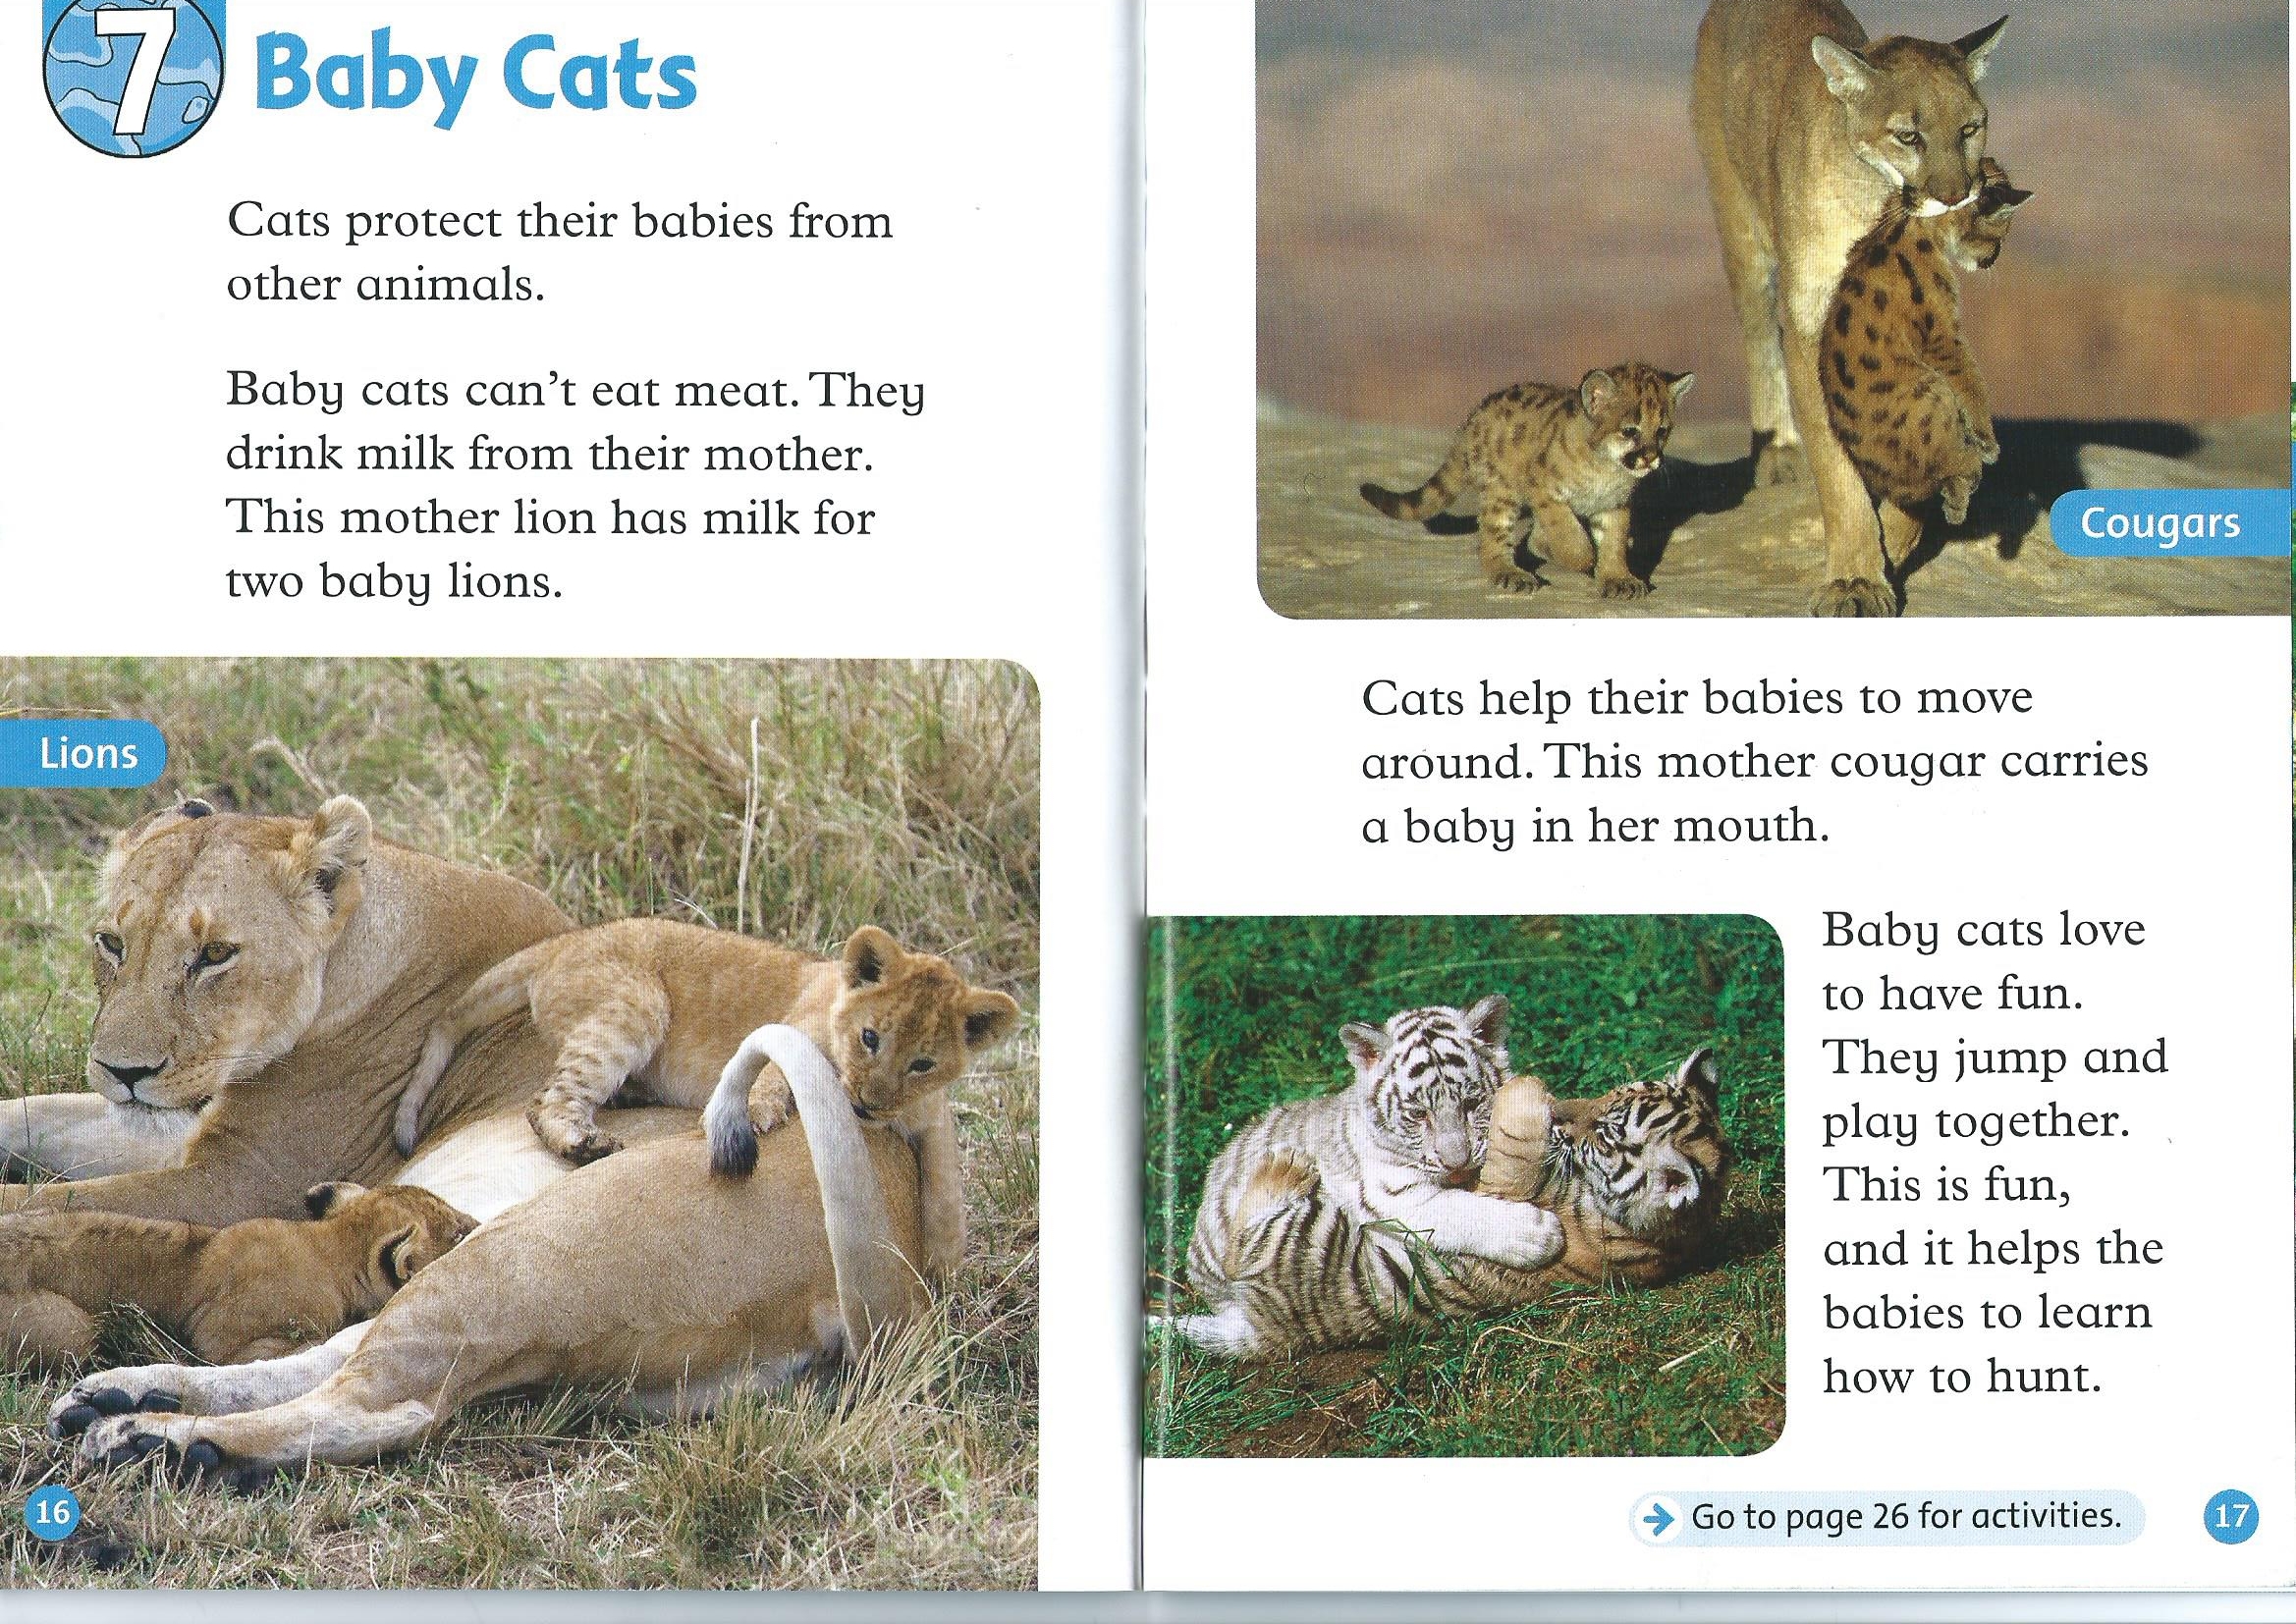 7 Baby Cats
Cats protect their babies from
other animals.
Baby cats can't eat meat. They
drink milk from their mother.
This mother lion has milk for
two baby lions.
Lions
16
Cougars
Cats help their babies to move
around. This mother cougar carries
a baby in her mouth.
Baby cats love
to have fun.
They jump and
play together.
This is fun,
and it helps the
babies to learn
how to hunt.
Go to page 26 for activities.
17